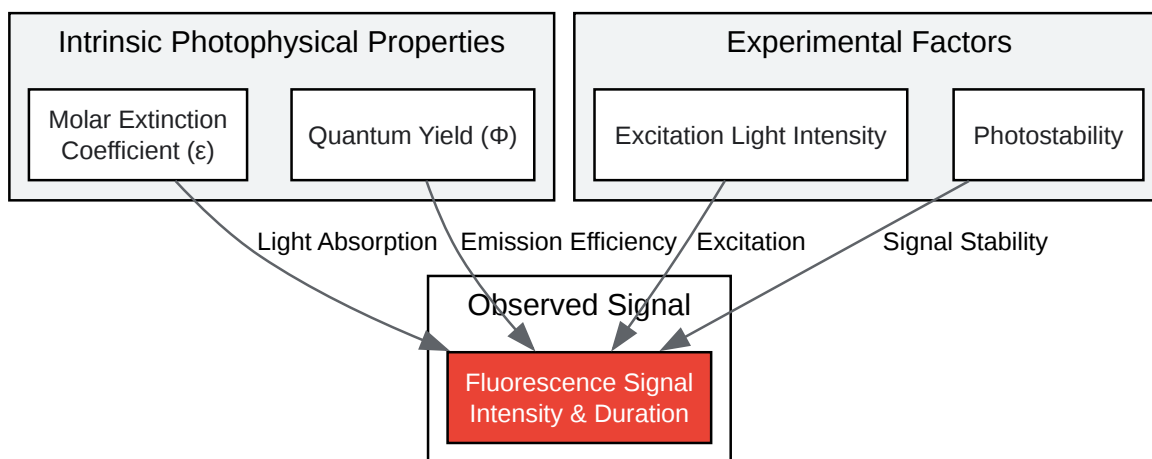 Intrinsic Photophysical Properties
Experimental Factors
Molar Extinction
Coefficient (ε)
Quantum Yield (Φ)
Excitation Light Intensity
Photostability
Light Absorption
Emission Efficiency
Excitation
Signal Stability
Observed Signal
Fluorescence Signal
Intensity & Duration